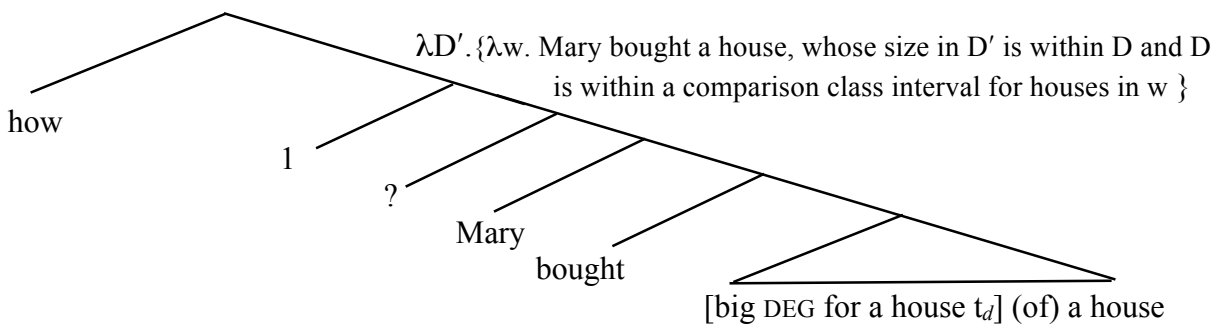 λD′.{λw. Mary bought a house, whose size in D′ is within D and D
is within a comparison class interval for houses in w }
how
1
?
Mary
bought
[big DEG for a house t_d] (of) a house